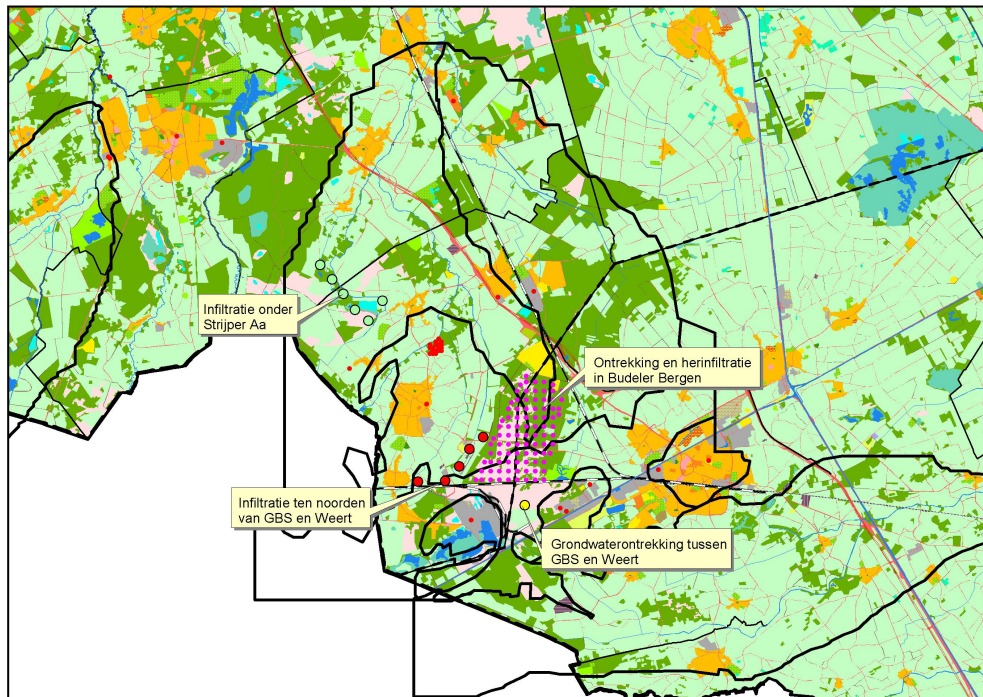 Infiltratie onder
Strijper Aa
Ontrekking en herinfiltratie
in Budeler Bergen
Infiltratie ten noorden
van GBS en Weert
Grondwaterontrekking tussen
GBS en Weert